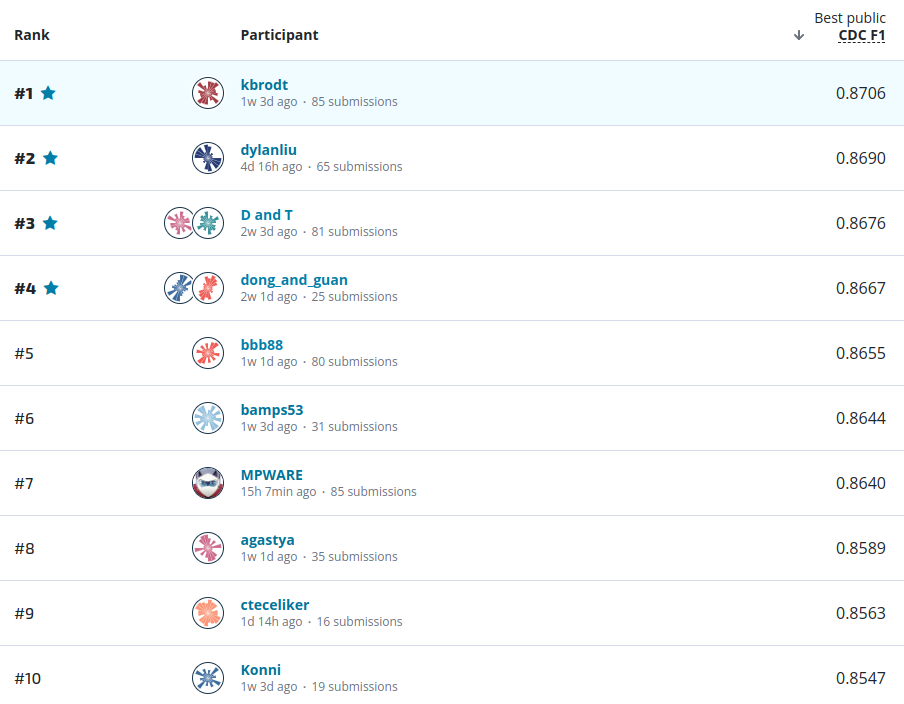 Rank Participant Best public
CDC F1
#1 kbrodt 0.8706
1w 3d ago · 85 submissions
#2 dylanliu 0.8690
4d 16h ago · 65 submissions
#3 D and T 0.8676
2w 3d ago · 81 submissions
#4 dong_and_guan 0.8667
2w 1d ago · 25 submissions
#5 bbb88 0.8655
1w 1d ago · 80 submissions
#6 bamps53 0.8644
1w 3d ago · 31 submissions
#7 MPWARE 0.8640
15h 7min ago · 85 submissions
#8 agastya 0.8589
1w 1d ago · 35 submissions
#9 cteceliker 0.8563
1d 14h ago · 16 submissions
#10 Konni 0.8547
1w 3d ago · 19 submissions